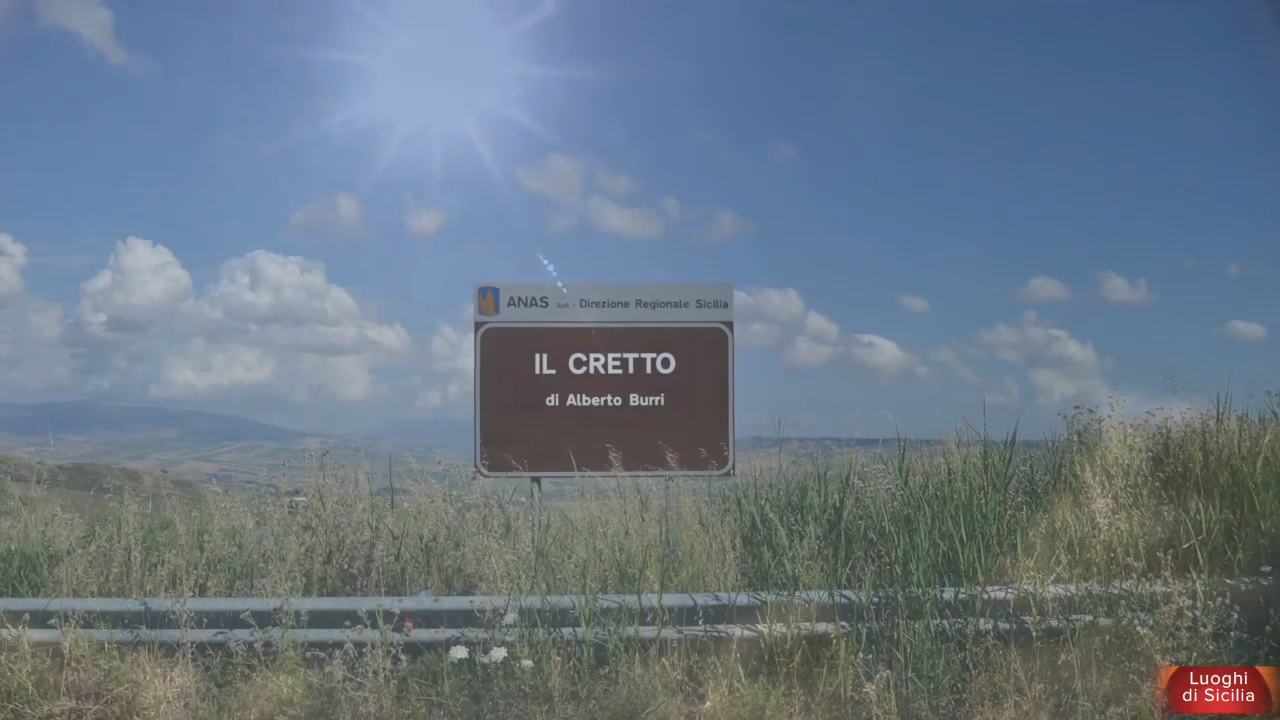 ANAS SpA - Direzione Regionale Sicilia
IL CRETTO
di Alberto Burri
Luoghi
di Sicilia